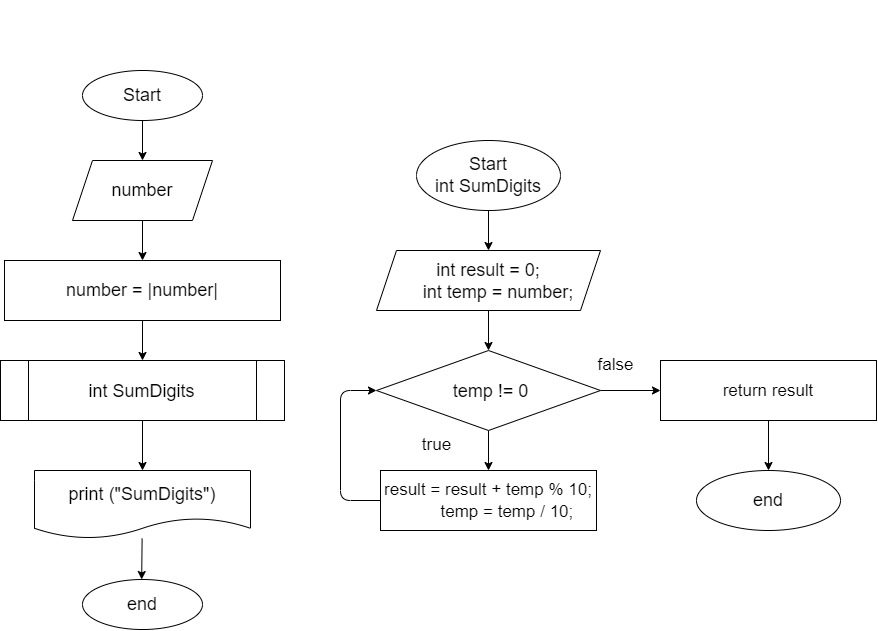 Start
number
number = |number|
int SumDigits
print ("SumDigits")
end
Start
int SumDigits
int result = 0;
int temp = number;
temp != 0
false
true
result = result + temp % 10;
temp = temp / 10;
return result
end